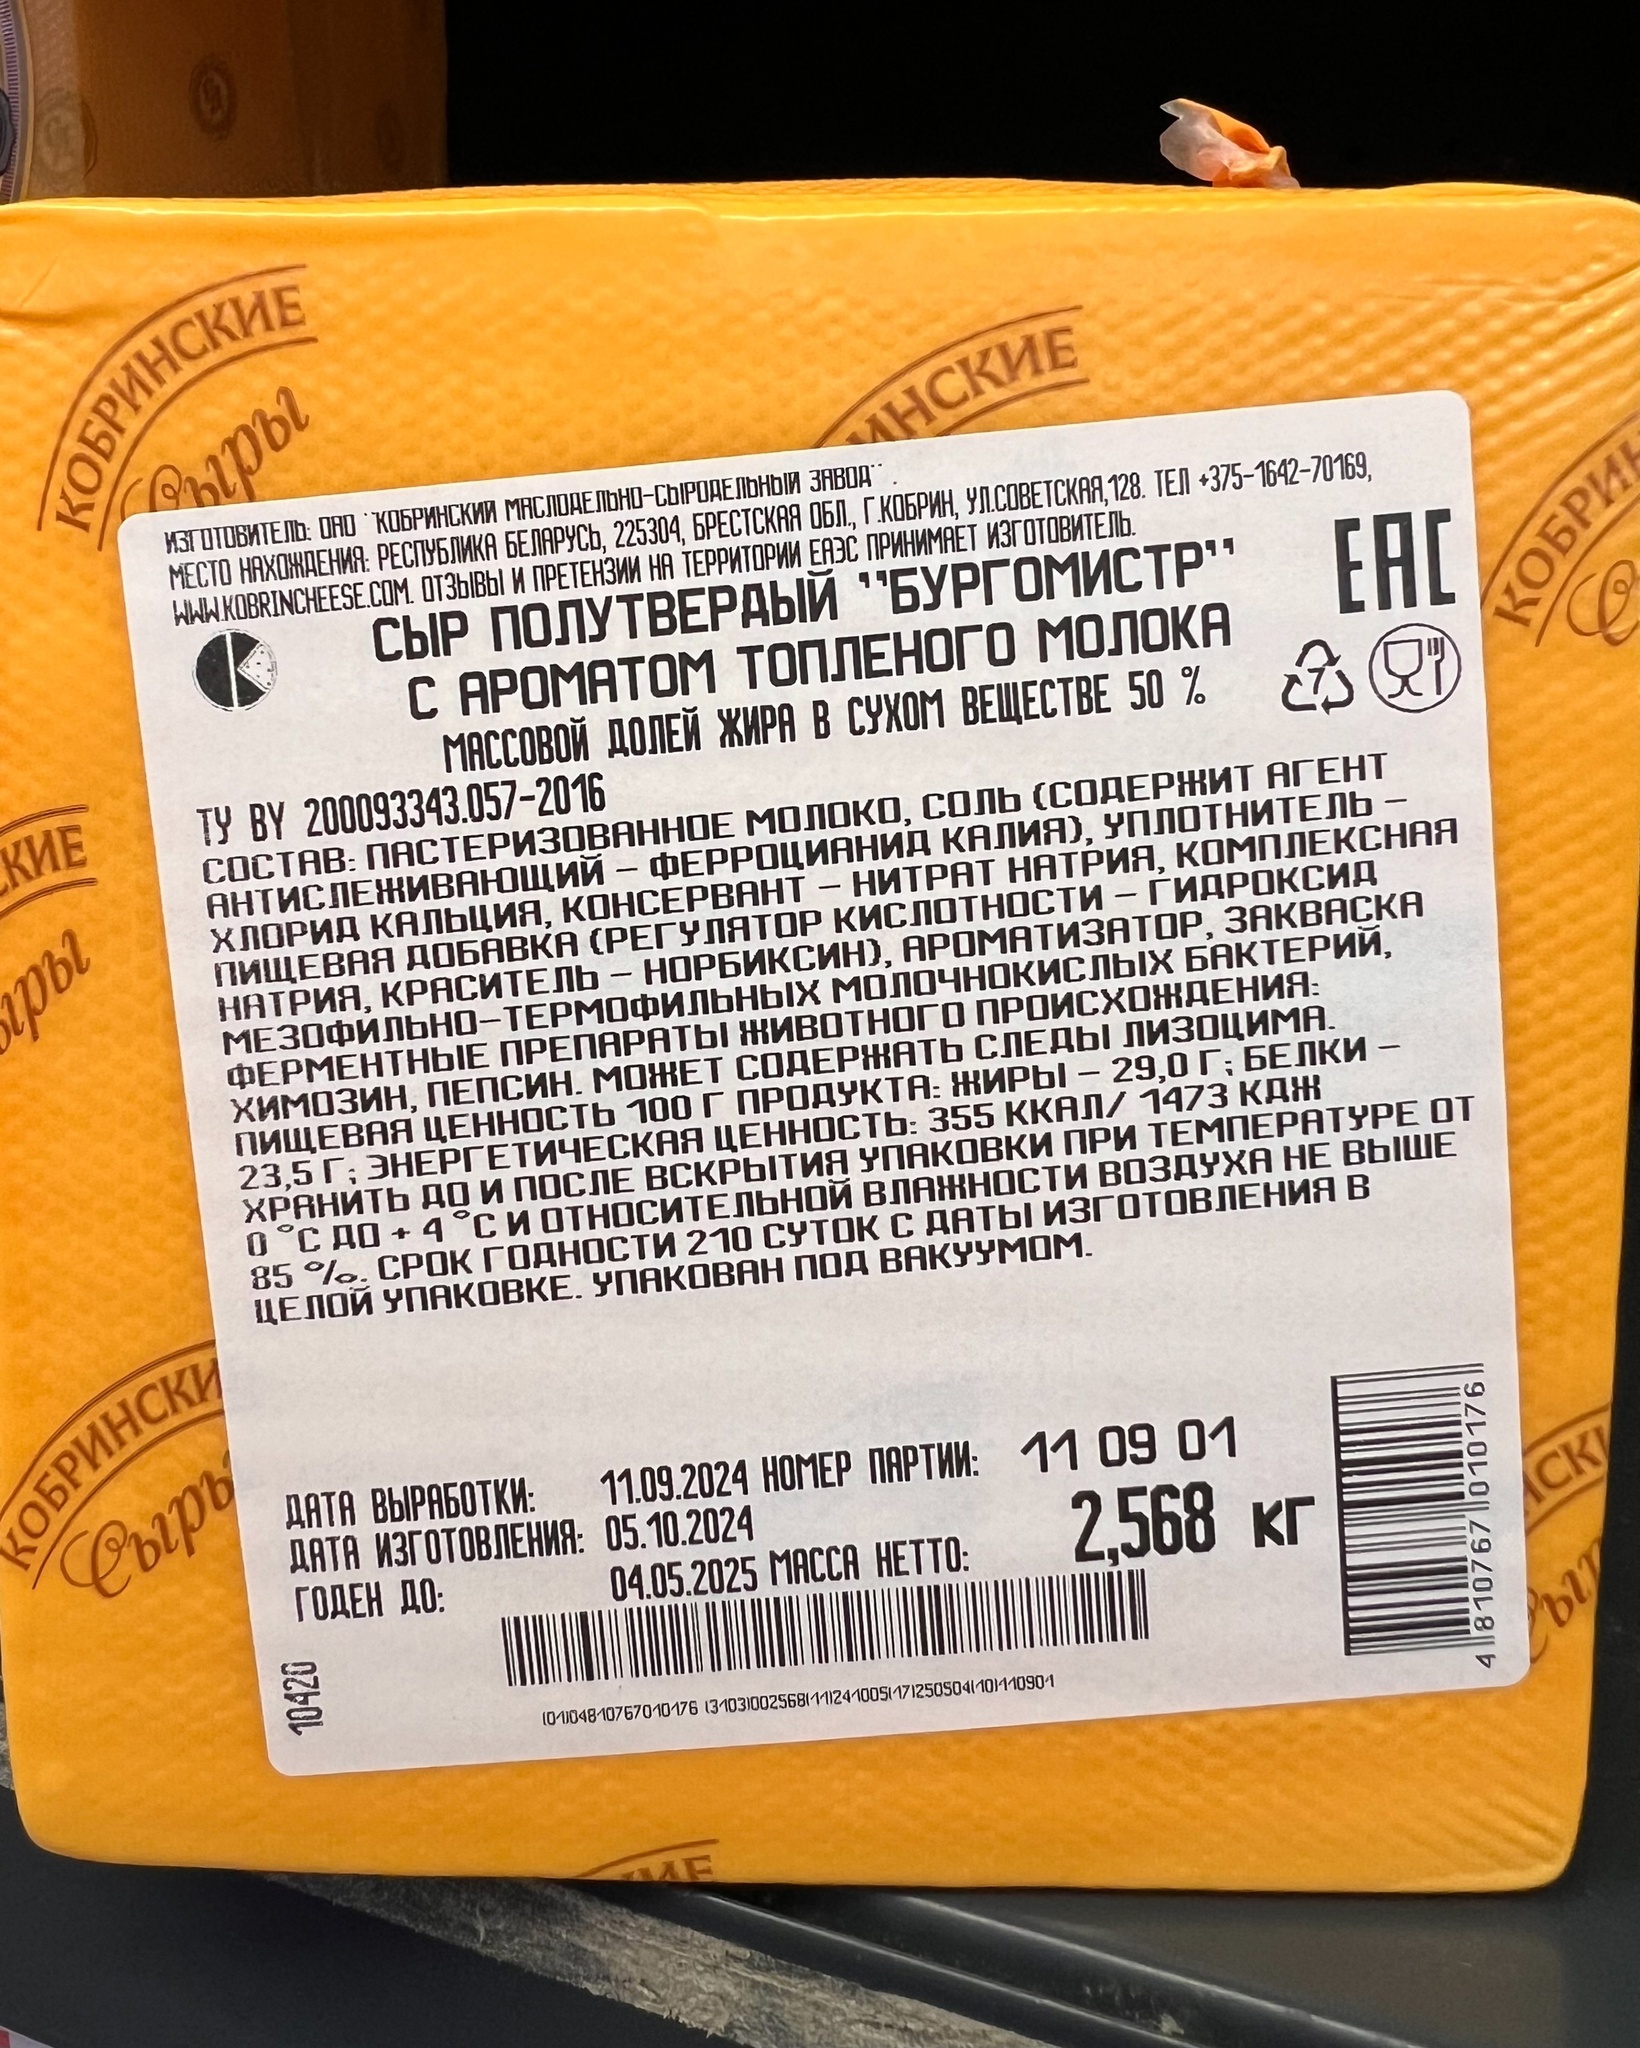 КОБРИНСКИЕ
Сыры
ИНСКИЕ
ИЗГОТОВИТЕЛЬ: ОАО "КОБРИНСКИЙ МАСЛОДЕЛЬНО-СЫРОДЕЛЬНЫЙ ЗАВОД".
МЕСТО НАХОЖДЕНИЯ: РЕСПУБЛИКА БЕЛАРУСЬ, 225304, БРЕСТСКАЯ ОБЛ., Г.КОБРИН, УЛ.СОВЕТСКАЯ,128. ТЕЛ +375-1642-70169,
WWW.KOBRINCHEESE.COM. ОТЗЫВЫ И ПРЕТЕНЗИИ НА ТЕРРИТОРИИ ЕАЭС ПРИНИМАЕТ ИЗГОТОВИТЕЛЬ.
СЫР ПОЛУТВЕРДЫЙ "БУРГОМИСТР"
С АРОМАТОМ ТОПЛЕНОГО МОЛОКА
МАССОВОЙ ДОЛЕЙ ЖИРА В СУХОМ ВЕЩЕСТВЕ 50 %
EAC
7
ТУ BY 200093343.057-2016
СОСТАВ: ПАСТЕРИЗОВАННОЕ МОЛОКО, СОЛЬ (СОДЕРЖИТ АГЕНТ
АНТИСЛЕЖИВАЮЩИЙ – ФЕРРОЦИАНИД КАЛИЯ), УПЛОТНИТЕЛЬ –
ХЛОРИД КАЛЬЦИЯ, КОНСЕРВАНТ – НИТРАТ НАТРИЯ, КОМПЛЕКСНАЯ
ПИЩЕВАЯ ДОБАВКА (РЕГУЛЯТОР КИСЛОТНОСТИ – ГИДРОКСИД
НАТРИЯ, КРАСИТЕЛЬ – НОРБИКСИН), АРОМАТИЗАТОР, ЗАКВАСКА
МЕЗОФИЛЬНО-ТЕРМОФИЛЬНЫХ МОЛОЧНОКИСЛЫХ БАКТЕРИЙ,
ФЕРМЕНТНЫЕ ПРЕПАРАТЫ ЖИВОТНОГО ПРОИСХОЖДЕНИЯ:
ХИМОЗИН, ПЕПСИН. МОЖЕТ СОДЕРЖАТЬ СЛЕДЫ ЛИЗОЦИМА.
ПИЩЕВАЯ ЦЕННОСТЬ 100 Г ПРОДУКТА: ЖИРЫ – 29,0 Г; БЕЛКИ –
23,5 Г; ЭНЕРГЕТИЧЕСКАЯ ЦЕННОСТЬ: 355 ККАЛ/ 1473 КДЖ
ХРАНИТЬ ДО И ПОСЛЕ ВСКРЫТИЯ УПАКОВКИ ПРИ ТЕМПЕРАТУРЕ ОТ
0 °С ДО + 4 °С И ОТНОСИТЕЛЬНОЙ ВЛАЖНОСТИ ВОЗДУХА НЕ ВЫШЕ
85 %. СРОК ГОДНОСТИ 210 СУТОК С ДАТЫ ИЗГОТОВЛЕНИЯ В
ЦЕЛОЙ УПАКОВКЕ. УПАКОВАН ПОД ВАКУУМОМ.
ДАТА ВЫРАБОТКИ: 11.09.2024 НОМЕР ПАРТИИ: 11 09 01
ДАТА ИЗГОТОВЛЕНИЯ: 05.10.2024
ГОДЕН ДО: 04.05.2025 МАССА НЕТТО: 2,568 кг
10420
(01)04810767010176 (3103)002568(11)241005(17)250504(10)110901
4 810767 010176
КОБРИНСКИ
Сыры